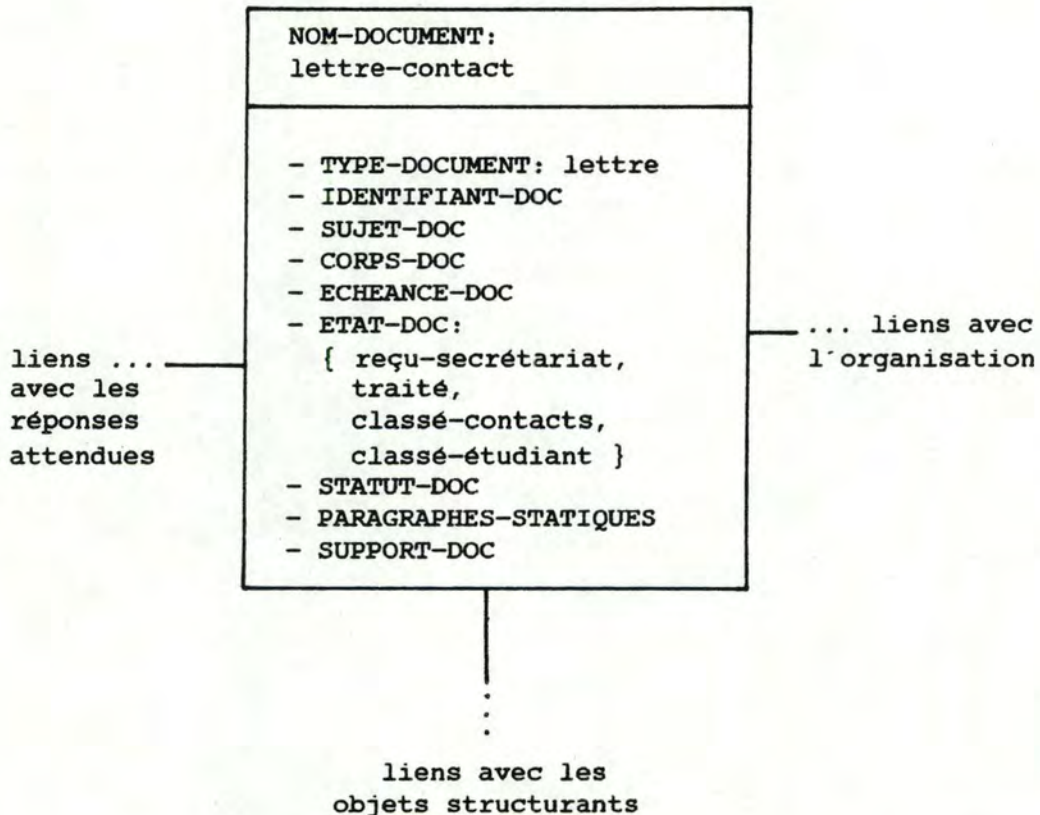 NOM-DOCUMENT:
lettre-contact
- TYPE-DOCUMENT: lettre
- IDENTIFIANT-DOC
- SUJET-DOC
- CORPS-DOC
- ECHEANCE-DOC
- ETAT-DOC:
{ reçu-secrétariat,
traité,
classé-contacts,
classé-étudiant }
- STATUT-DOC
- PARAGRAPHES-STATIQUES
- SUPPORT-DOC
liens ...
avec les
réponses
attendues
... liens avec
l'organisation
liens avec les
objets structurants